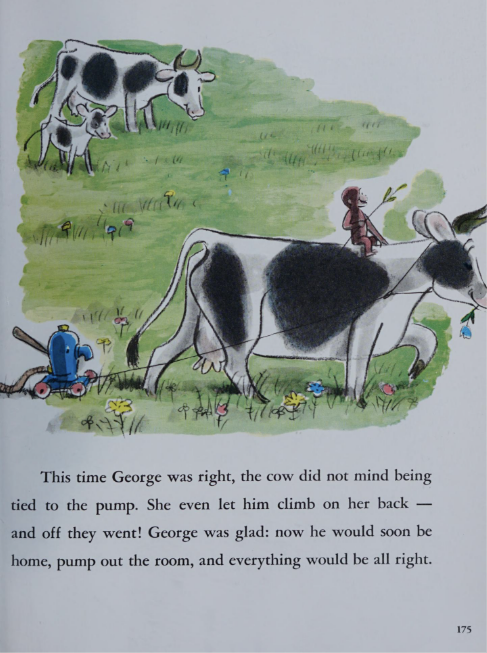 This time George was right, the cow did not mind being
tied to the pump. She even let him climb on her back —
and off they went! George was glad: now he would soon be
home, pump out the room, and everything would be all right.
175